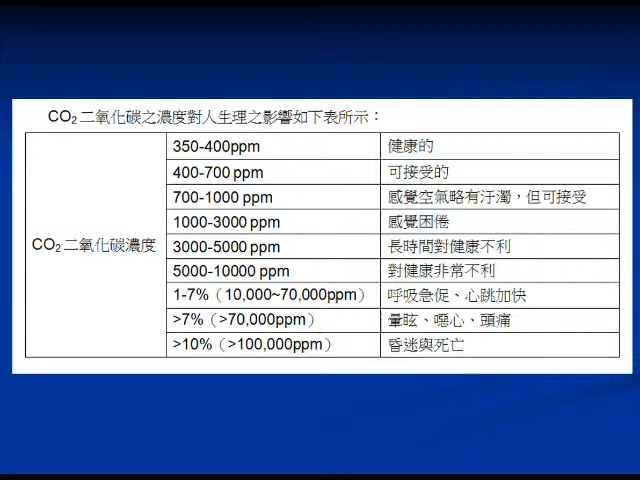 CO2 二氧化碳之濃度對人生理之影響如下表所示：
350-400ppm 健康的
400-700 ppm 可接受的
700-1000 ppm 感覺空氣略有汙濁，但可接受
1000-3000 ppm 感覺困倦
CO2 二氧化碳濃度 3000-5000 ppm 長時間對健康不利
5000-10000 ppm 對健康非常不利
1-7%（10,000~70,000ppm） 呼吸急促、心跳加快
>7%（>70,000ppm） 暈眩、噁心、頭痛
>10%（>100,000ppm） 昏迷與死亡